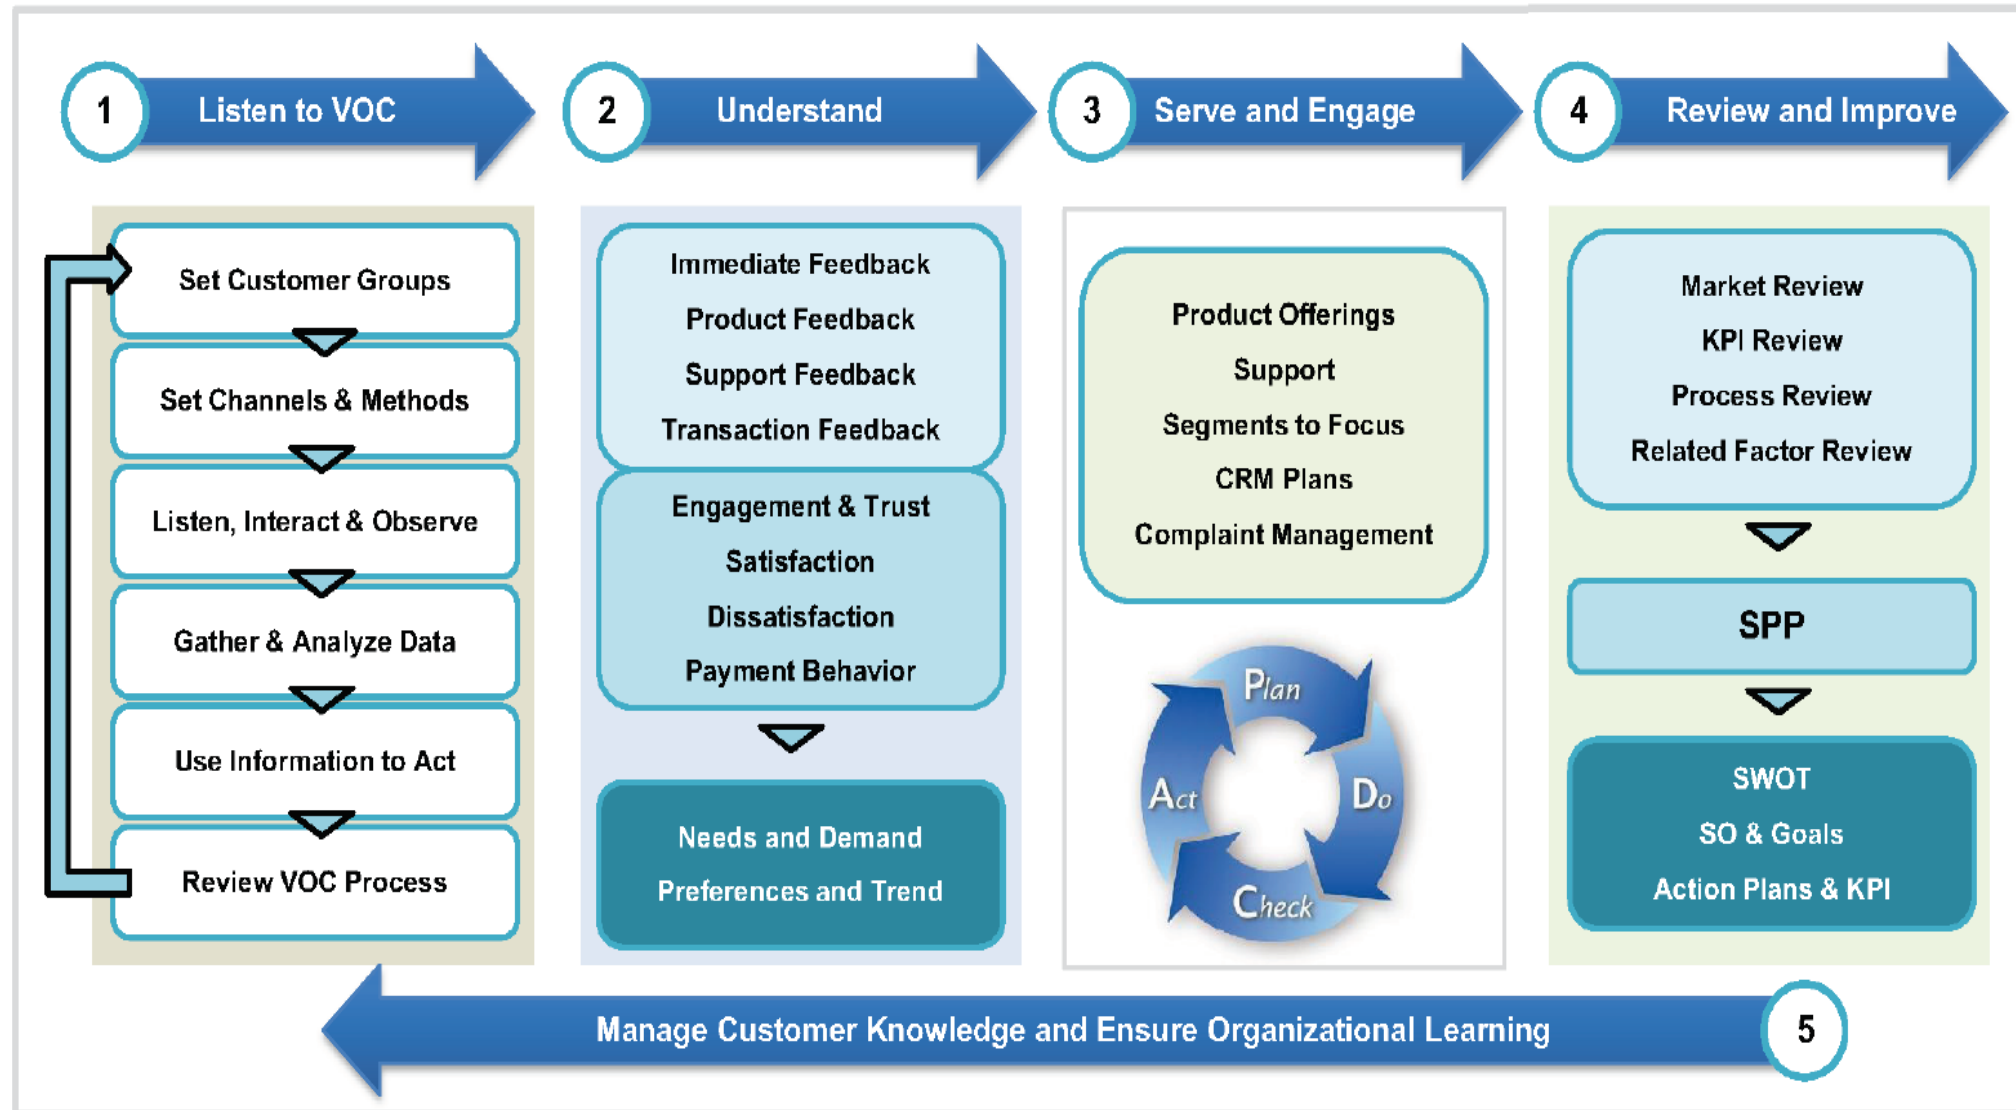 1
Listen to VOC
2
Understand
3
Serve and Engage
4
Review and Improve
Set Customer Groups
Set Channels & Methods
Listen, Interact & Observe
Gather & Analyze Data
Use Information to Act
Review VOC Process
Immediate Feedback
Product Feedback
Support Feedback
Transaction Feedback
Engagement & Trust
Satisfaction
Dissatisfaction
Payment Behavior
Needs and Demand
Preferences and Trend
Product Offerings
Support
Segments to Focus
CRM Plans
Complaint Management
Plan
Do
Check
Act
Market Review
KPI Review
Process Review
Related Factor Review
SPP
SWOT
SO & Goals
Action Plans & KPI
Manage Customer Knowledge and Ensure Organizational Learning
5